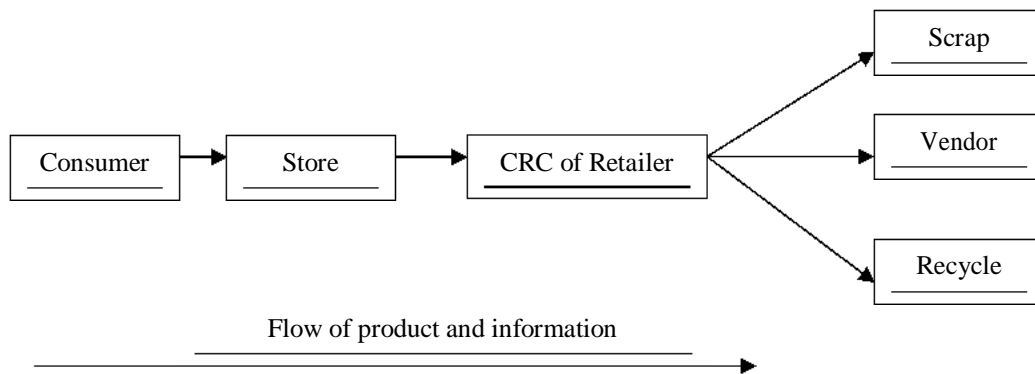 Scrap
Consumer
Store
CRC of Retailer
Vendor
Recycle
Flow of product and information